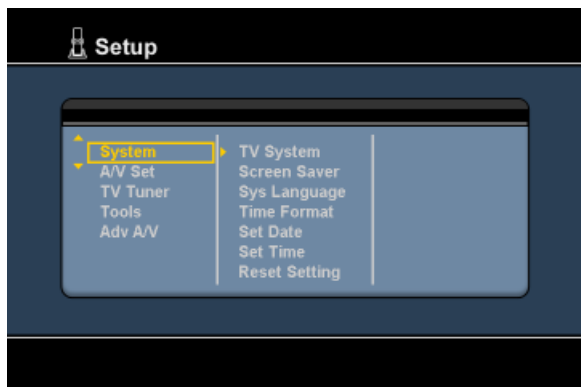 Setup
System
A/V Set
TV Tuner
Tools
Adv A/V
TV System
Screen Saver
Sys Language
Time Format
Set Date
Set Time
Reset Setting